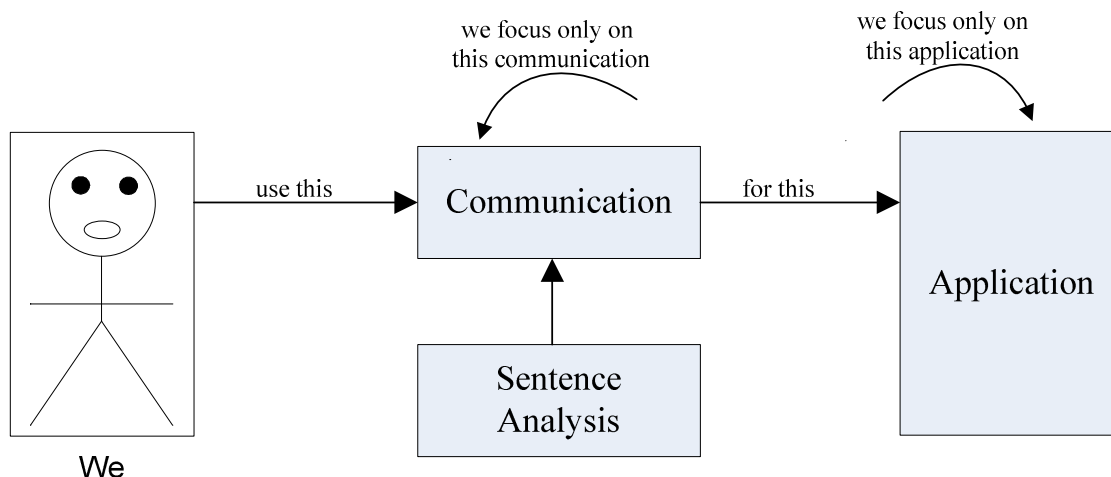 we focus only on
this communication
we focus only on
this application
use this
Communication
for this
Application
Sentence
Analysis
We